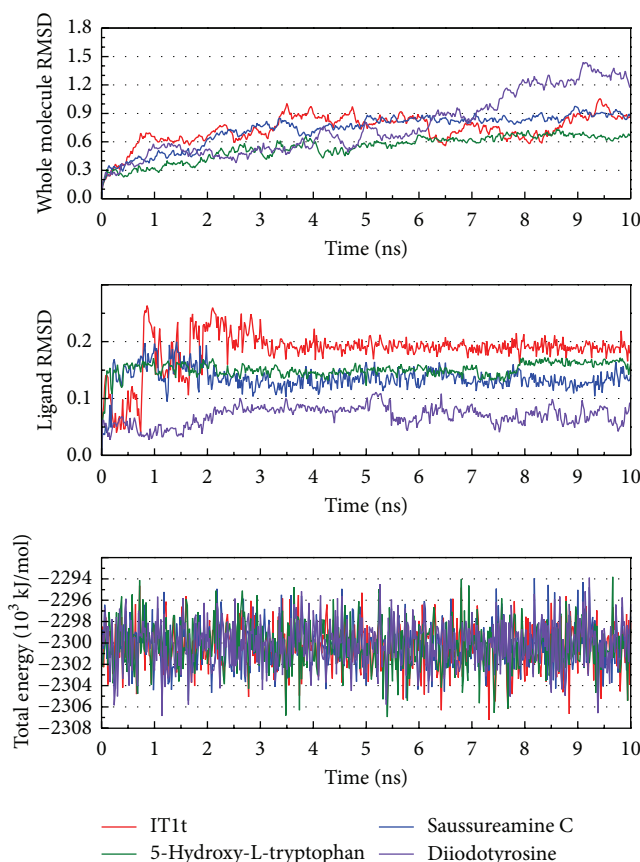 Whole molecule RMSD
1.8
1.5
1.2
0.9
0.6
0.3
0.0
0 1 2 3 4 5 6 7 8 9 10
Time (ns)
Ligand RMSD
0.2
0.1
0.0
0 1 2 3 4 5 6 7 8 9 10
Time (ns)
Total energy (10³ kJ/mol)
−2294
−2296
−2298
−2300
−2302
−2304
−2306
−2308
0 1 2 3 4 5 6 7 8 9 10
Time (ns)
IT1t Saussureamine C
5-Hydroxy-L-tryptophan Diiodotyrosine